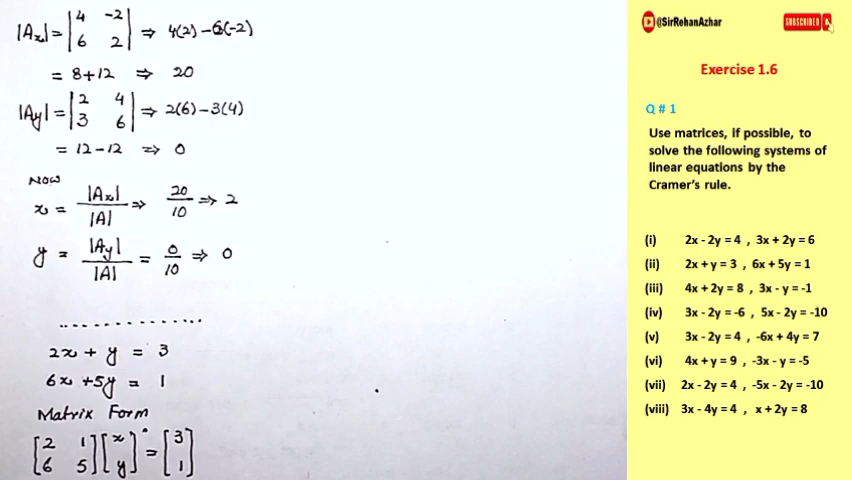 |Ax| = |4 -2| ⇒ 4(2) - 6(-2)
|6 2|
= 8+12 ⇒ 20
|Ay| = |2 4| ⇒ 2(6) - 3(4)
|3 6|
= 12-12 ⇒ 0
Now
x = |Ax| / |A| ⇒ 20/10 ⇒ 2
y = |Ay| / |A| = 0/10 ⇒ 0
...............
2x + y = 3
6x + 5y = 1
Matrix Form
[2 1] [x] = [3]
[6 5] [y] [1]
@SirRehanAzhar
SUBSCRIBED
Exercise 1.6
Q # 1
Use matrices, if possible, to
solve the following systems of
linear equations by the
Cramer's rule.
(i) 2x - 2y = 4 , 3x + 2y = 6
(ii) 2x + y = 3 , 6x + 5y = 1
(iii) 4x + 2y = 8 , 3x - y = -1
(iv) 3x - 2y = -6 , 5x - 2y = -10
(v) 3x - 2y = 4 , -6x + 4y = 7
(vi) 4x + y = 9 , -3x - y = -5
(vii) 2x - 2y = 4 , -5x - 2y = -10
(viii) 3x - 4y = 4 , x + 2y = 8